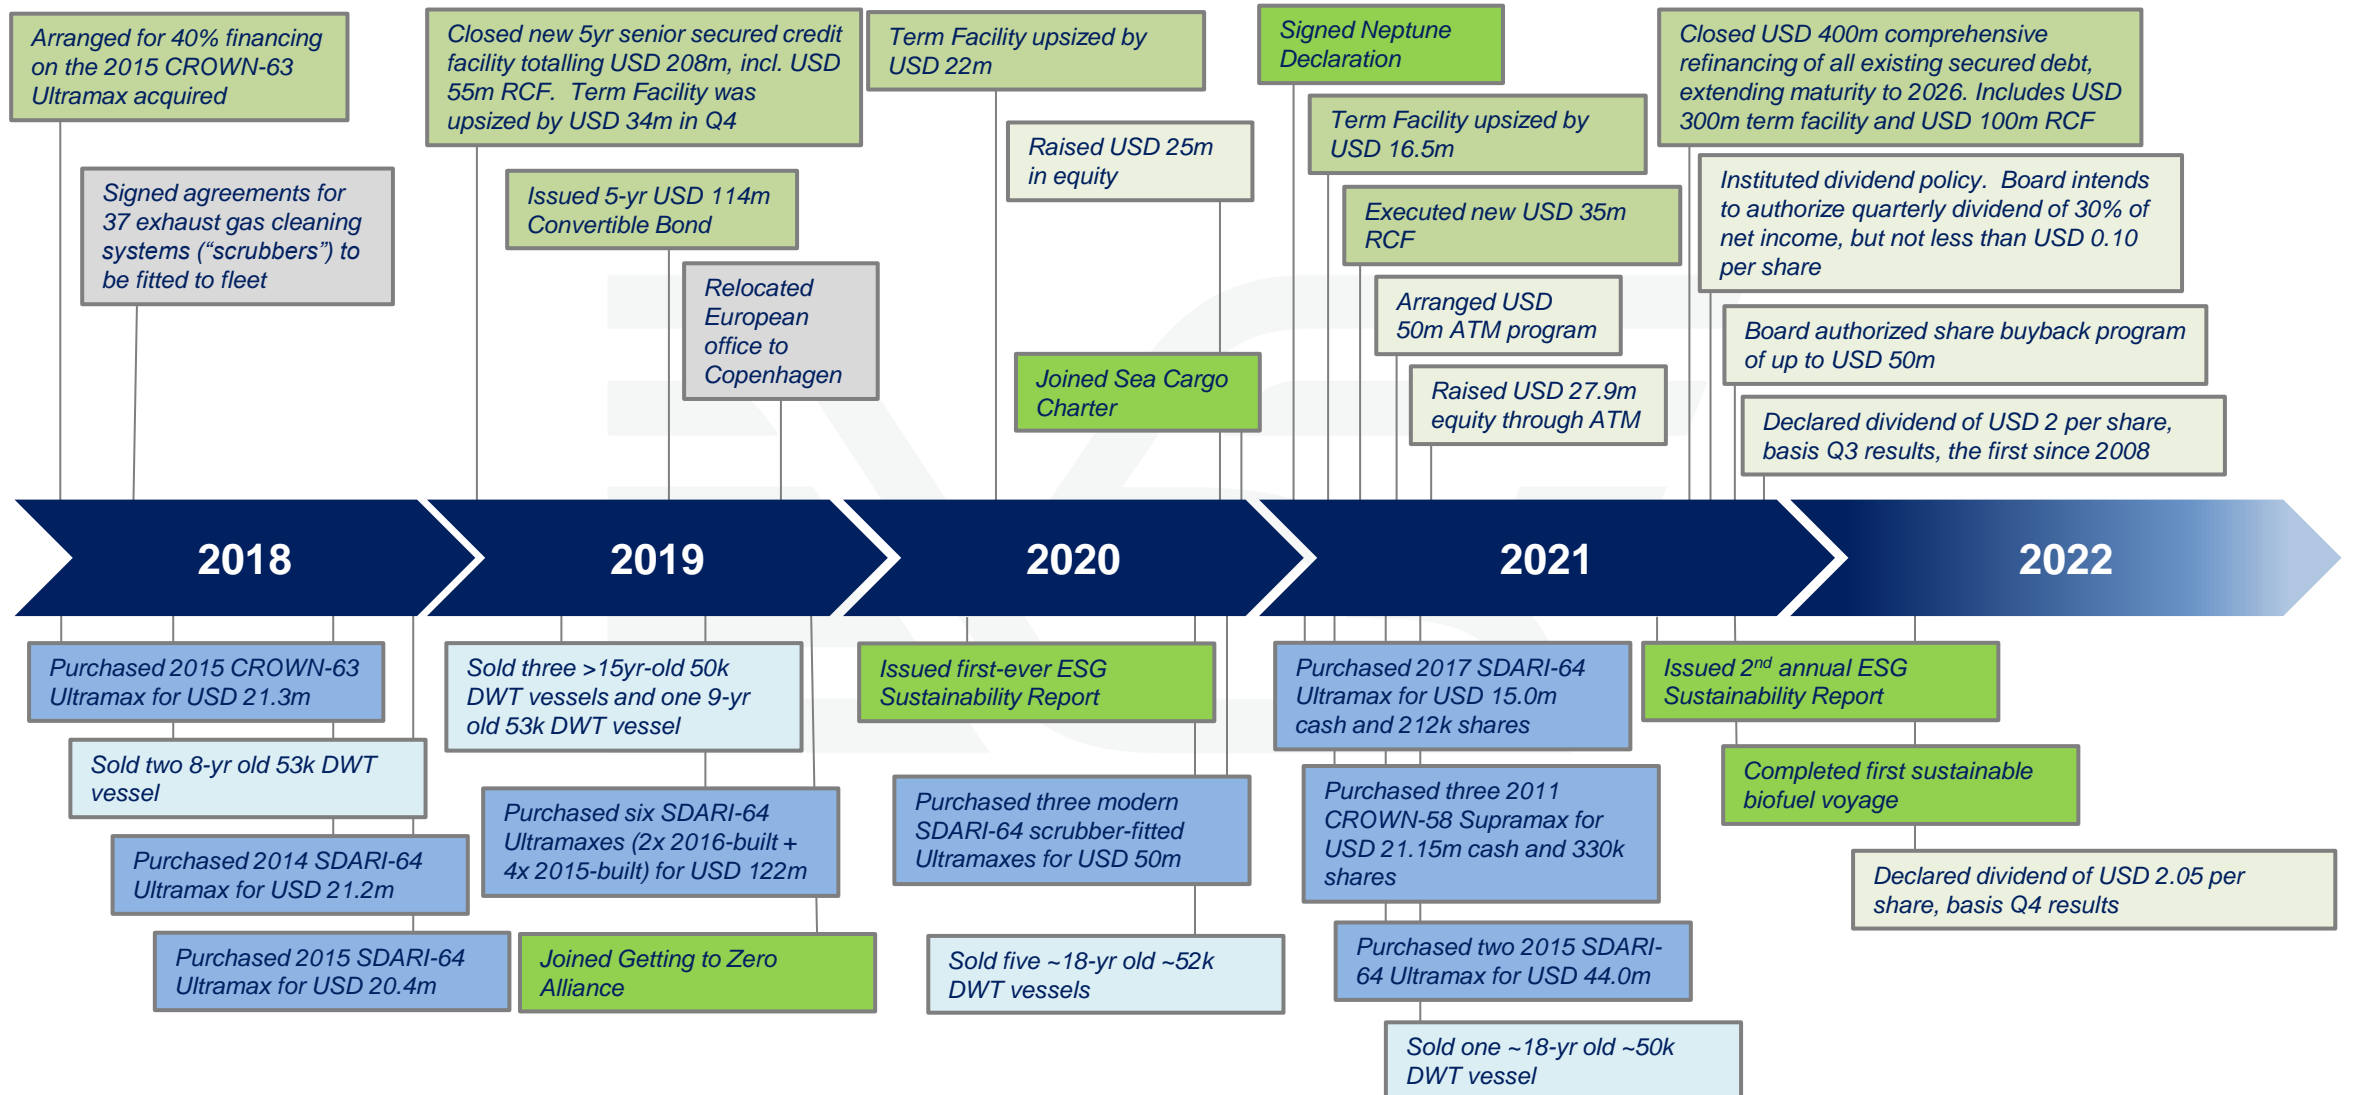 Arranged for 40% financing
on the 2015 CROWN-63
Ultramax acquired
Signed agreements for
37 exhaust gas cleaning
systems (“scrubbers”) to
be fitted to fleet
Closed new 5yr senior secured credit
facility totalling USD 208m, incl. USD
55m RCF.  Term Facility was
upsized by USD 34m in Q4
Issued 5-yr USD 114m
Convertible Bond
Relocated
European
office to
Copenhagen
Term Facility upsized by
USD 22m
Raised USD 25m
in equity
Joined Sea Cargo
Charter
Signed Neptune
Declaration
Term Facility upsized by
USD 16.5m
Executed new USD 35m
RCF
Arranged USD
50m ATM program
Raised USD 27.9m
equity through ATM
Closed USD 400m comprehensive
refinancing of all existing secured debt,
extending maturity to 2026. Includes USD
300m term facility and USD 100m RCF
Instituted dividend policy.  Board intends
to authorize quarterly dividend of 30% of
net income, but not less than USD 0.10
per share
Board authorized share buyback program
of up to USD 50m
Declared dividend of USD 2 per share,
basis Q3 results, the first since 2008
2018
2019
2020
2021
2022
Purchased 2015 CROWN-63
Ultramax for USD 21.3m
Sold two 8-yr old 53k DWT
vessel
Purchased 2014 SDARI-64
Ultramax for USD 21.2m
Purchased 2015 SDARI-64
Ultramax for USD 20.4m
Sold three >15yr-old 50k
DWT vessels and one 9-yr
old 53k DWT vessel
Purchased six SDARI-64
Ultramaxes (2x 2016-built +
4x 2015-built) for USD 122m
Joined Getting to Zero
Alliance
Issued first-ever ESG
Sustainability Report
Purchased three modern
SDARI-64 scrubber-fitted
Ultramaxes for USD 50m
Sold five ~18-yr old ~52k
DWT vessels
Purchased 2017 SDARI-64
Ultramax for USD 15.0m
cash and 212k shares
Purchased three 2011
CROWN-58 Supramax for
USD 21.15m cash and 330k
shares
Purchased two 2015 SDARI-
64 Ultramax for USD 44.0m
Sold one ~18-yr old ~50k
DWT vessel
Issued 2nd annual ESG
Sustainability Report
Completed first sustainable
biofuel voyage
Declared dividend of USD 2.05 per
share, basis Q4 results